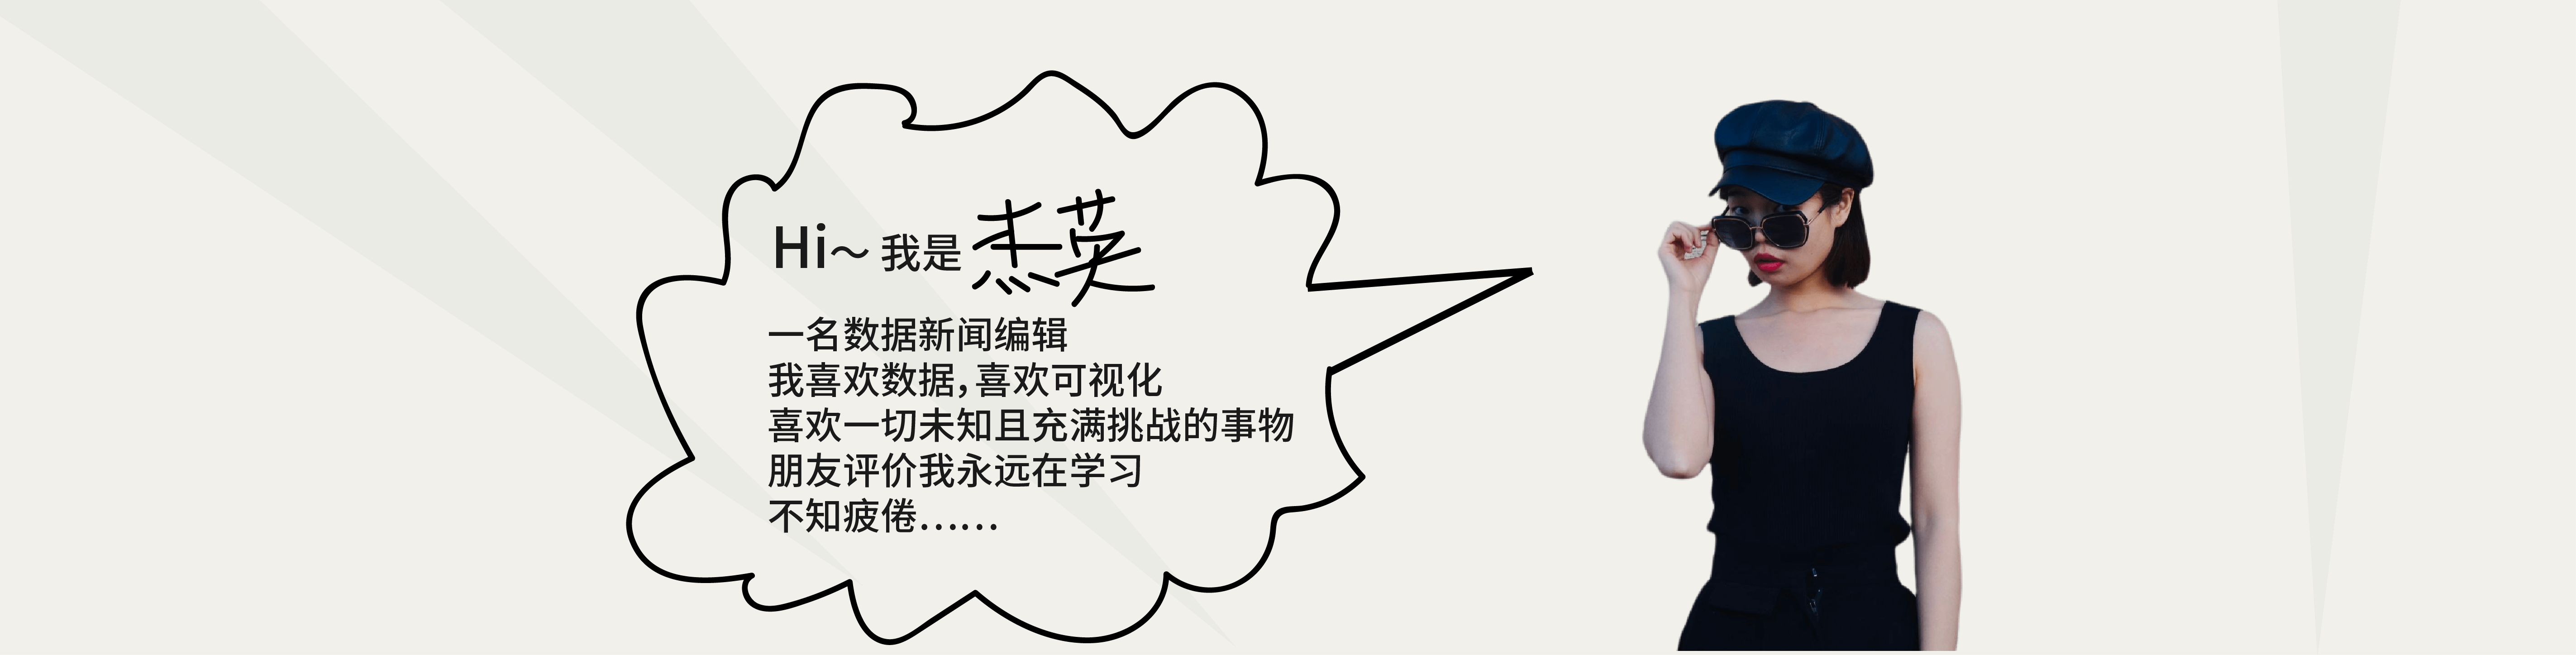 Hi～ 我是杰英
一名数据新闻编辑
我喜欢数据，喜欢可视化
喜欢一切未知且充满挑战的事物
朋友评价我永远在学习
不知疲倦……